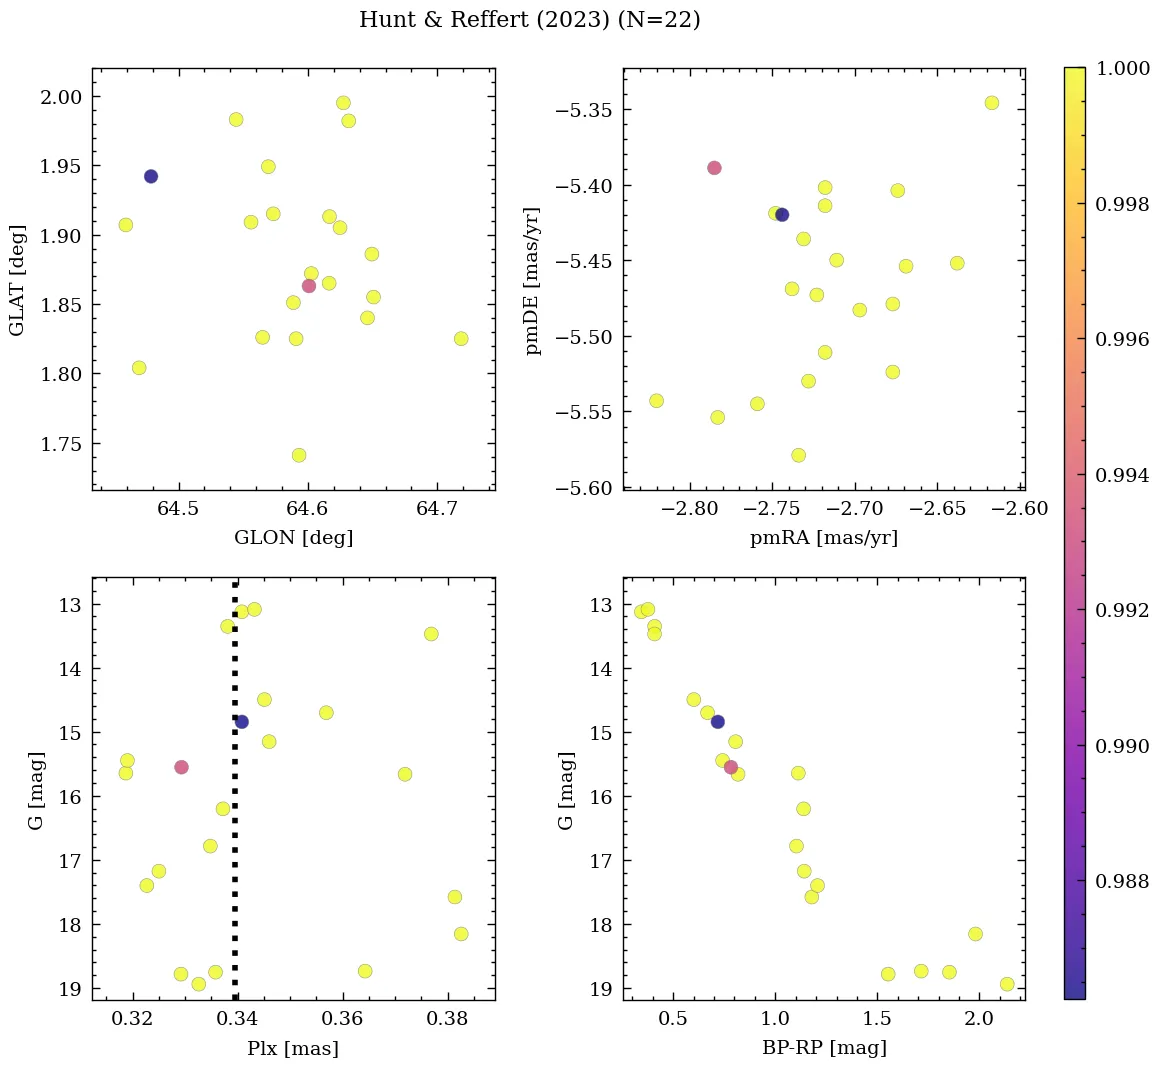 Hunt & Reffert (2023) (N=22)
2.00
1.95
1.90
1.85
1.80
1.75
GLAT [deg]
64.5 64.6 64.7
GLON [deg]
−5.35
−5.40
−5.45
−5.50
−5.55
−5.60
pmDE [mas/yr]
−2.80 −2.75 −2.70 −2.65 −2.60
pmRA [mas/yr]
13
14
15
16
17
18
19
G [mag]
0.32 0.34 0.36 0.38
Plx [mas]
13
14
15
16
17
18
19
G [mag]
0.5 1.0 1.5 2.0
BP-RP [mag]
1.000
0.998
0.996
0.994
0.992
0.990
0.988